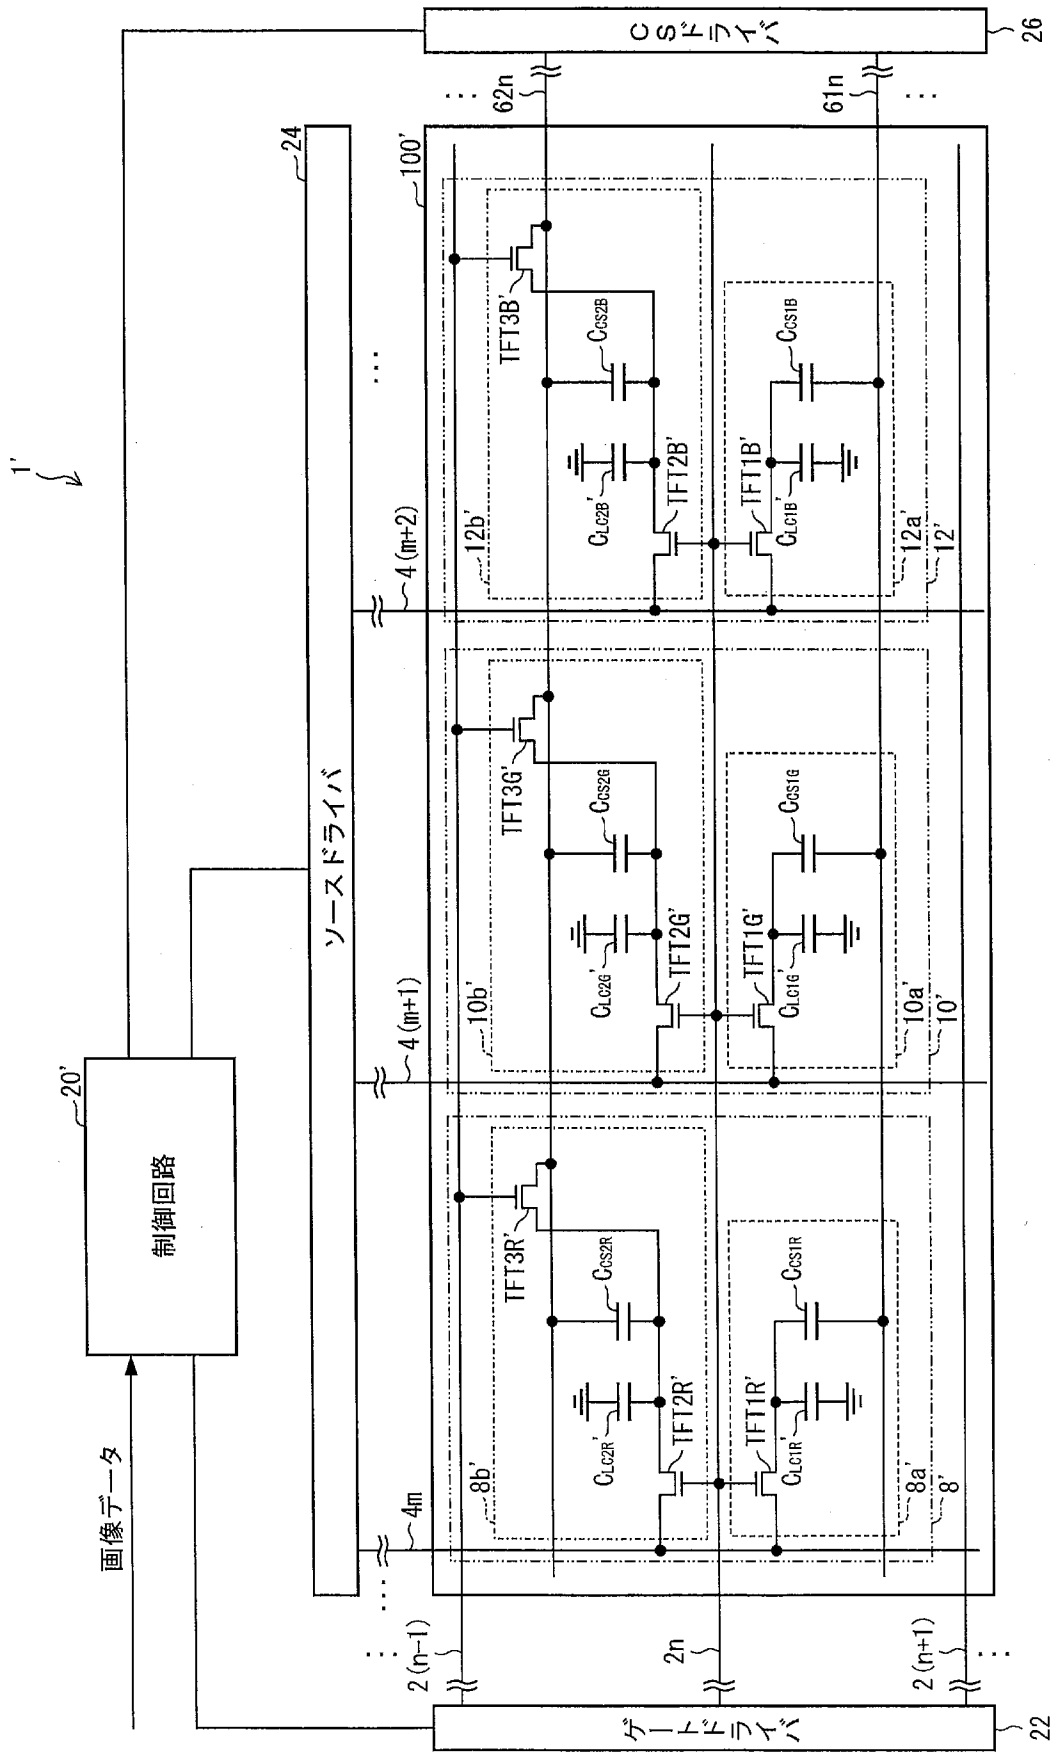 1'
画像データ
20'
制御回路
24
ソースドライバ
CSドライバ
26
ゲートドライバ
22
100'
...
2(n-1)
2n
2(n+1)
...
...
4m
4(m+1)
4(m+2)
...
...
62n
61n
...
8b'
TFT3R'
CCS2R
CLC2R'
TFT2R'
TFT1R'
CLC1R'
CCS1R
8a'
8'
10b'
TFT3G'
CCS2G
CLC2G'
TFT2G'
TFT1G'
CLC1G'
CCS1G
10a'
10'
12b'
TFT3B'
CCS2B
CLC2B'
TFT2B'
TFT1B'
CLC1B'
CCS1B
12a'
12'